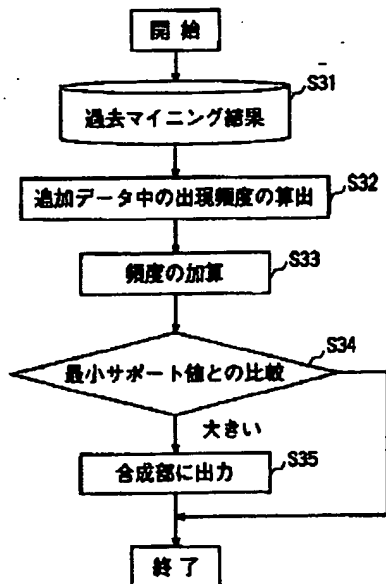 開始
S31
過去マイニング結果
S32
追加データ中の出現頻度の算出
S33
頻度の加算
S34
最小サポート値との比較
大きい
S35
合成部に出力
終了